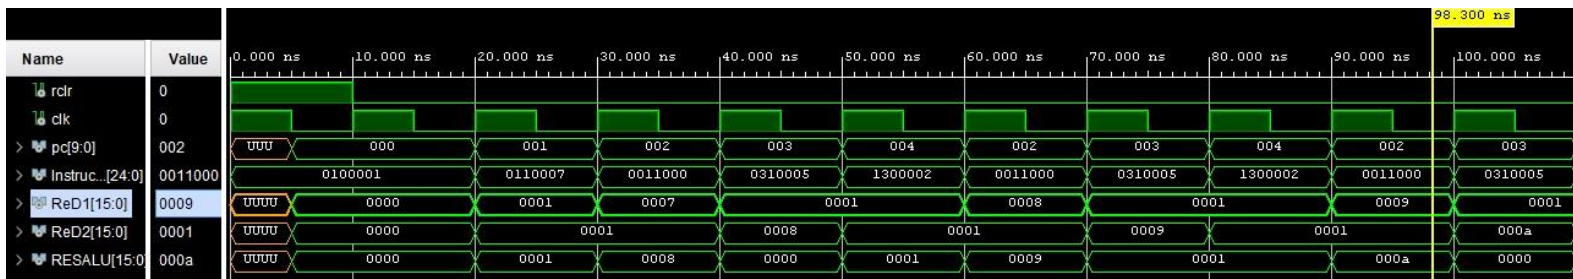 98.300 ns
Name Value 0.000 ns 10.000 ns 20.000 ns 30.000 ns 40.000 ns 50.000 ns 60.000 ns 70.000 ns 80.000 ns 90.000 ns 100.000 ns
rclr 0
clk 0
> pc[9:0] 002 UUU 000 001 002 003 004 002 003 004 002 003
> Instruc...[24:0] 0011000 0100001 0110007 0011000 0310005 1300002 0011000 0310005 1300002 0011000 0310005
> ReD1[15:0] 0009 UUUU 0000 0001 0007 0001 0008 0001 0009 0001
> ReD2[15:0] 0001 UUUU 0000 0001 0008 0001 0009 0001 000a
> RESALU[15:0] 000a UUUU 0000 0001 0008 0000 0001 0009 0001 000a 0000